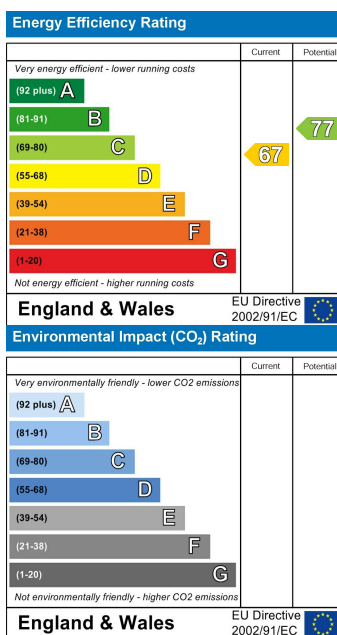 Energy Efficiency Rating
Current Potential
Very energy efficient - lower running costs
(92 plus) A
(81-91) B
(69-80) C
(55-68) D
(39-54) E
(21-38) F
(1-20) G
67
77
Not energy efficient - higher running costs
England & Wales
EU Directive
2002/91/EC
Environmental Impact (CO₂) Rating
Current Potential
Very environmentally friendly - lower CO2 emissions
(92 plus) A
(81-91) B
(69-80) C
(55-68) D
(39-54) E
(21-38) F
(1-20) G
Not environmentally friendly - higher CO2 emissions
England & Wales
EU Directive
2002/91/EC